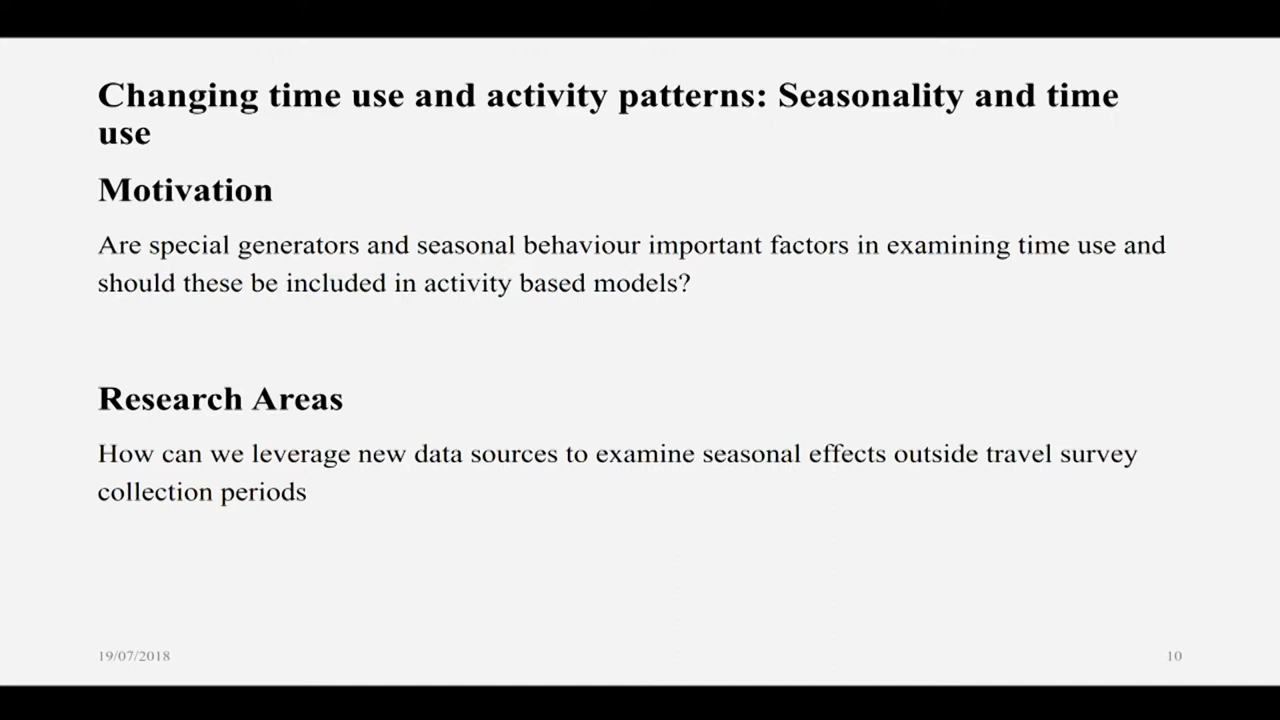 Changing time use and activity patterns: Seasonality and time
use
Motivation
Are special generators and seasonal behaviour important factors in examining time use and
should these be included in activity based models?
Research Areas
How can we leverage new data sources to examine seasonal effects outside travel survey
collection periods
19/07/2018
10